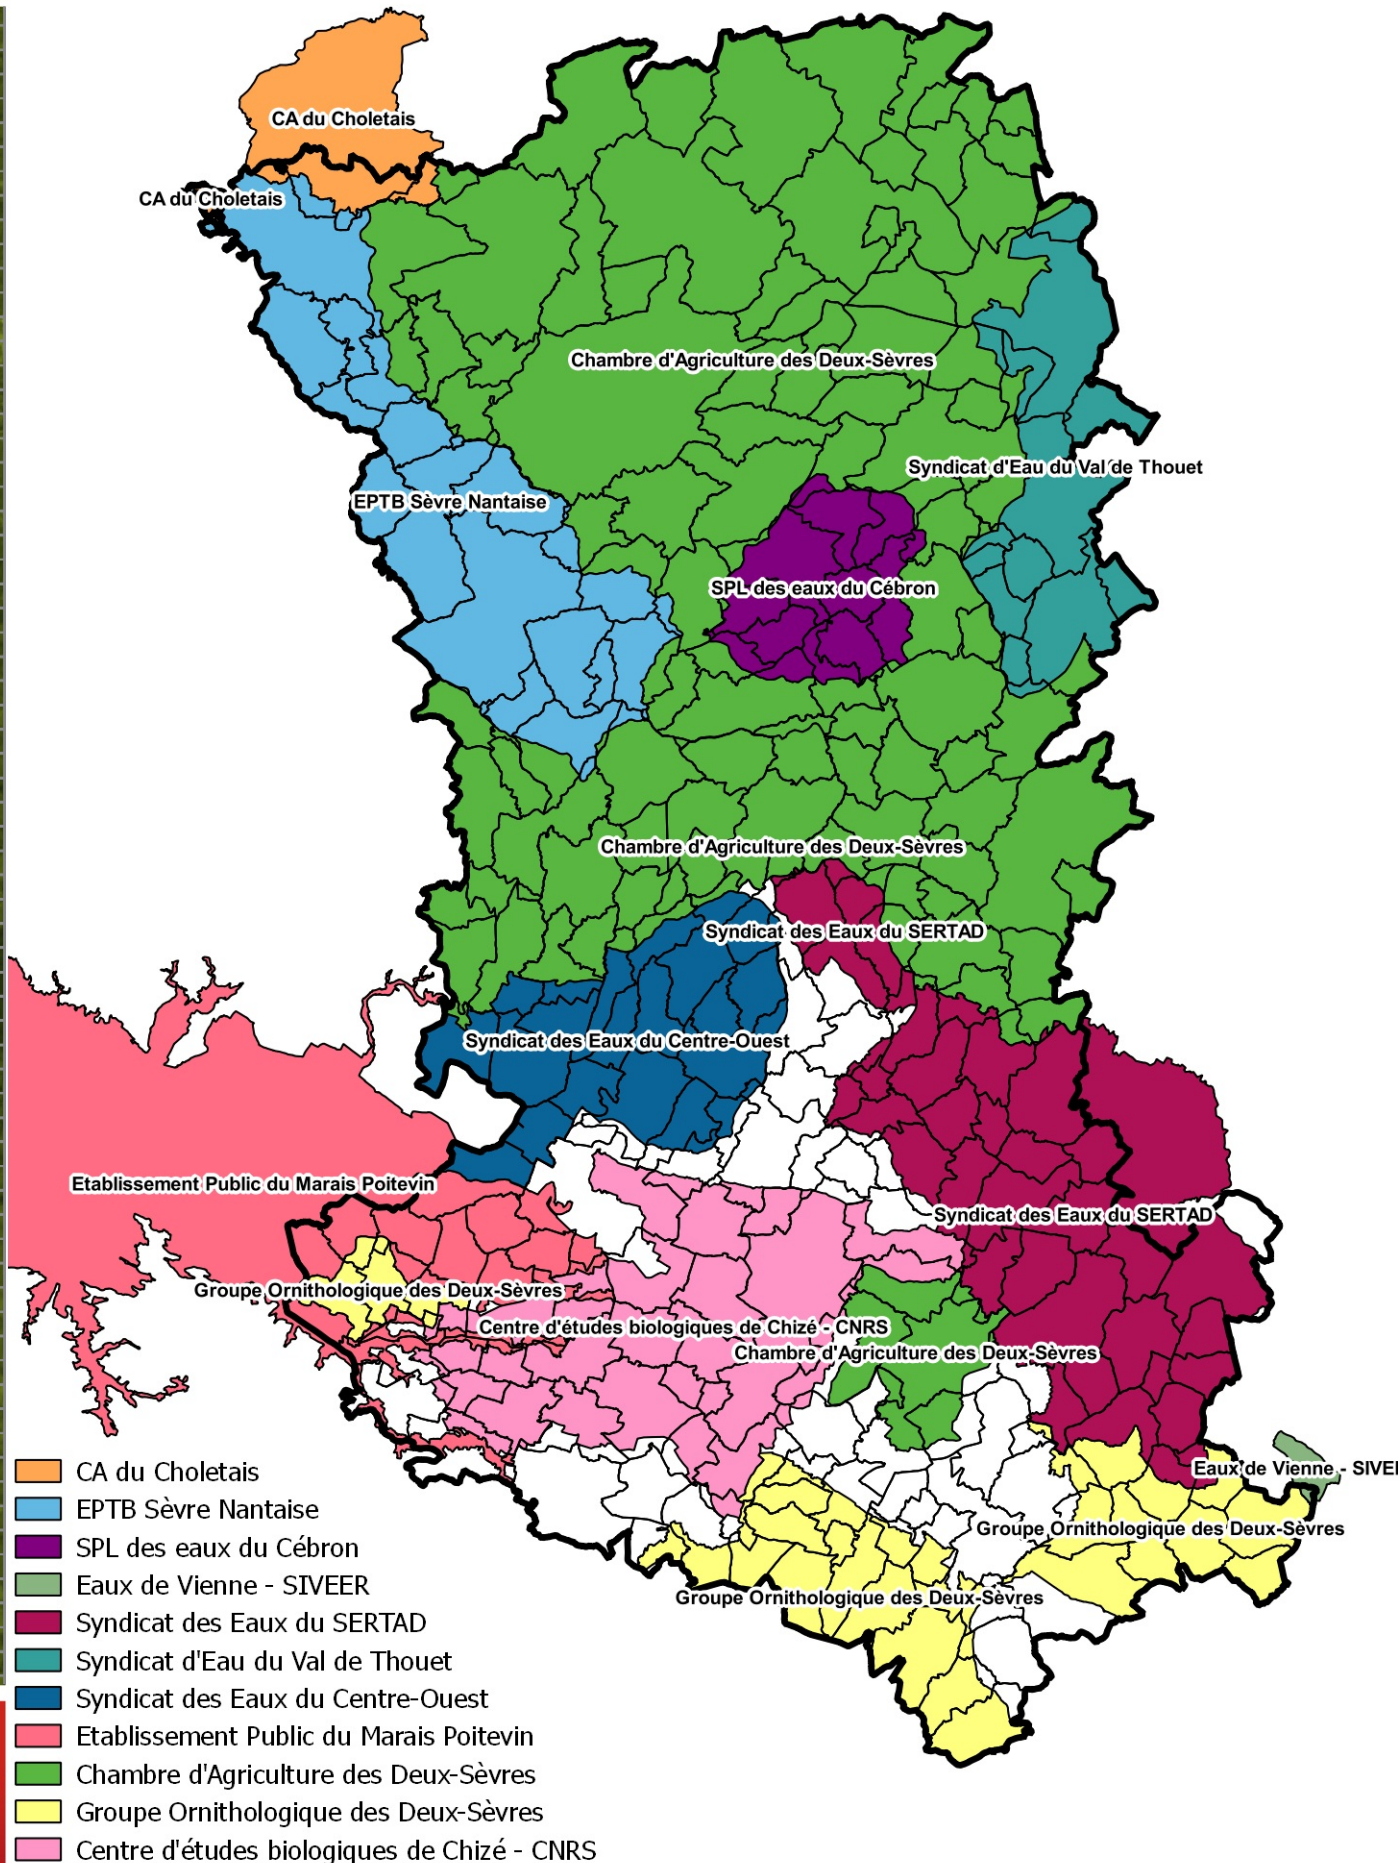 CA du Choletais
CA du Choletais
Chambre d'Agriculture des Deux-Sèvres
Syndicat d'Eau du Val de Thouet
EPTB Sèvre Nantaise
SPL des eaux du Cébron
Chambre d'Agriculture des Deux-Sèvres
Syndicat des Eaux du SERTAD
Syndicat des Eaux du Centre-Ouest
Etablissement Public du Marais Poitevin
Syndicat des Eaux du SERTAD
Groupe Ornithologique des Deux-Sèvres
Centre d'études biologiques de Chizé - CNRS
Chambre d'Agriculture des Deux-Sèvres
Eaux de Vienne - SIVEE
Groupe Ornithologique des Deux-Sèvres
Groupe Ornithologique des Deux-Sèvres
CA du Choletais
EPTB Sèvre Nantaise
SPL des eaux du Cébron
Eaux de Vienne - SIVEER
Syndicat des Eaux du SERTAD
Syndicat d'Eau du Val de Thouet
Syndicat des Eaux du Centre-Ouest
Etablissement Public du Marais Poitevin
Chambre d'Agriculture des Deux-Sèvres
Groupe Ornithologique des Deux-Sèvres
Centre d'études biologiques de Chizé - CNRS